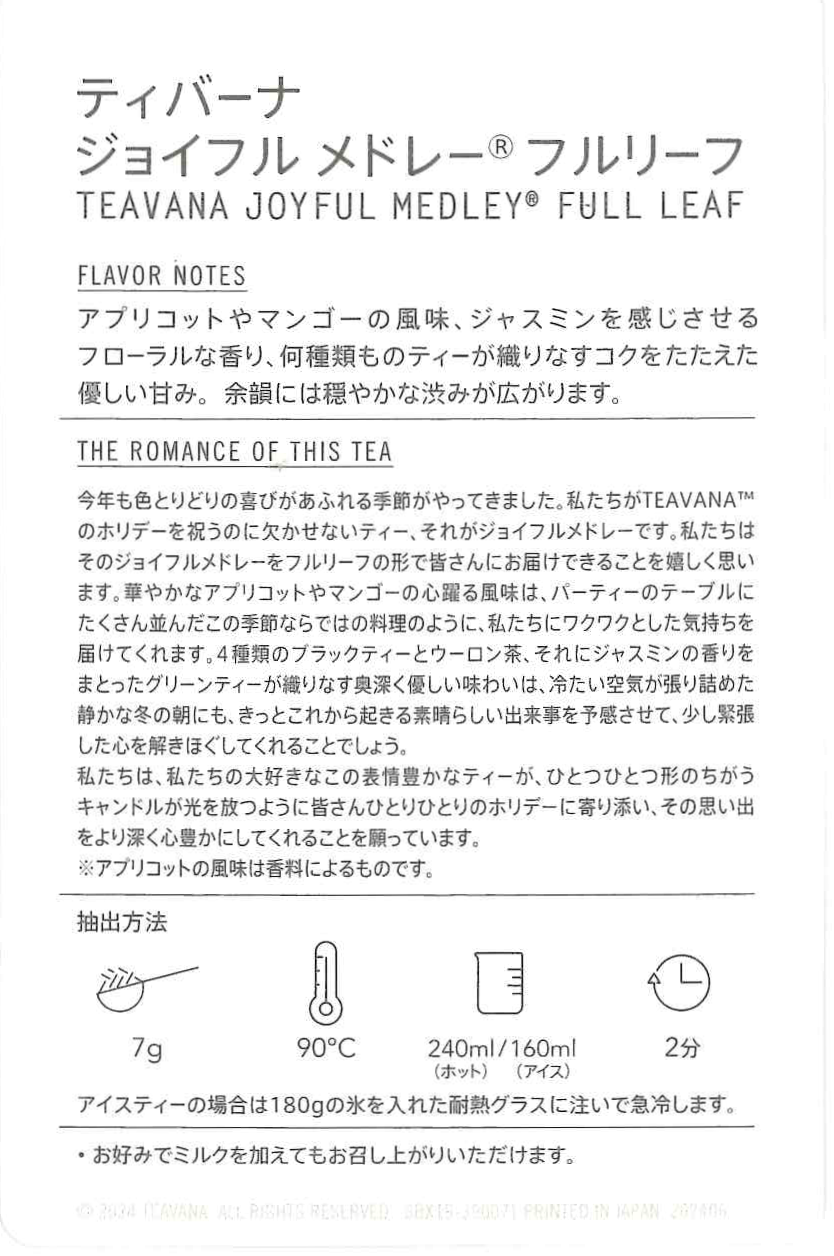 ティバーナ
ジョイフル メドレー® フルリーフ
TEAVANA JOYFUL MEDLEY® FULL LEAF
FLAVOR NOTES
アプリコットやマンゴーの風味、ジャスミンを感じさせる
フローラルな香り、何種類ものティーが織りなすコクをたたえた
優しい甘み。余韻には穏やかな渋みが広がります。
THE ROMANCE OF THIS TEA
今年も色とりどりの喜びがあふれる季節がやってきました。私たちがTEAVANA™
のホリデーを祝うのに欠かせないティー、それがジョイフルメドレーです。私たちは
そのジョイフルメドレーをフルリーフの形で皆さんにお届けできることを嬉しく思い
ます。華やかなアプリコットやマンゴーの心躍る風味は、パーティーのテーブルに
たくさん並んだこの季節ならではの料理のように、私たちにワクワクとした気持ちを
届けてくれます。4種類のブラックティーとウーロン茶、それにジャスミンの香りを
まとったグリーンティーが織りなす奥深く優しい味わいは、冷たい空気が張り詰めた
静かな冬の朝にも、きっとこれから起きる素晴らしい出来事を予感させて、少し緊張
した心を解きほぐしてくれることでしょう。
私たちは、私たちの大好きなこの表情豊かなティーが、ひとつひとつ形のちがう
キャンドルが光を放つように皆さんひとりひとりのホリデーに寄り添い、その思い出
をより深く心豊かにしてくれることを願っています。
※アプリコットの風味は香料によるものです。
抽出方法
7g 90°C 240ml/160ml 2分
（ホット） （アイス）
アイスティーの場合は180gの氷を入れた耐熱グラスに注いで急冷します。
・お好みでミルクを加えてもお召し上がりいただけます。
© 2024 TEAVANA. ALL RIGHTS RESERVED. PRINTED IN JAPAN